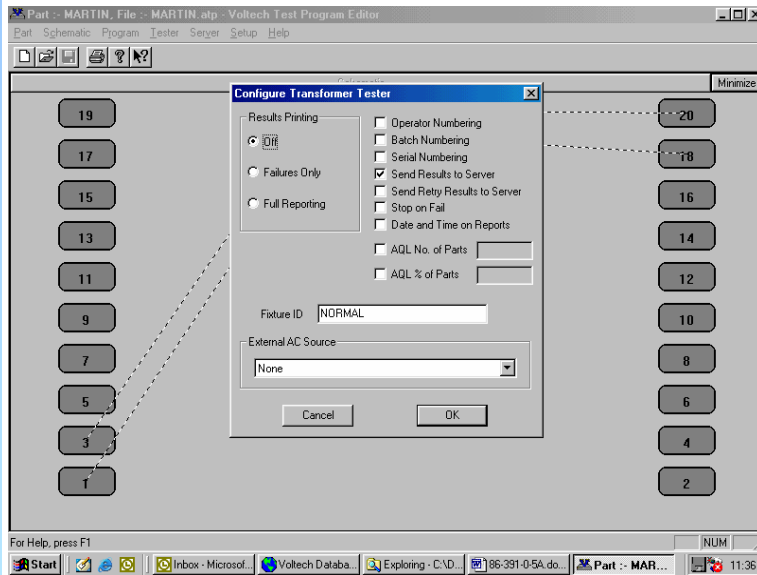 Part :- MARTIN, File :- MARTIN.atp - Voltech Test Program Editor
Part Schematic Program Tester Server Setup Help
Minimize
Configure Transformer Tester
Results Printing
Off
Failures Only
Full Reporting
Operator Numbering
Batch Numbering
Serial Numbering
Send Results to Server
Send Retry Results to Server
Stop on Fail
Date and Time on Reports
AQL No. of Parts
AQL % of Parts
Fixture ID NORMAL
External AC Source
None
Cancel OK
19 20
17 18
15 16
13 14
11 12
9 10
7 8
5 6
3 4
1 2
For Help, press F1 NUM
Start Inbox - Microsof... Voltech Databa... Exploring - C:\D... 86-391-0-5A.do... Part :- MAR... 11:36